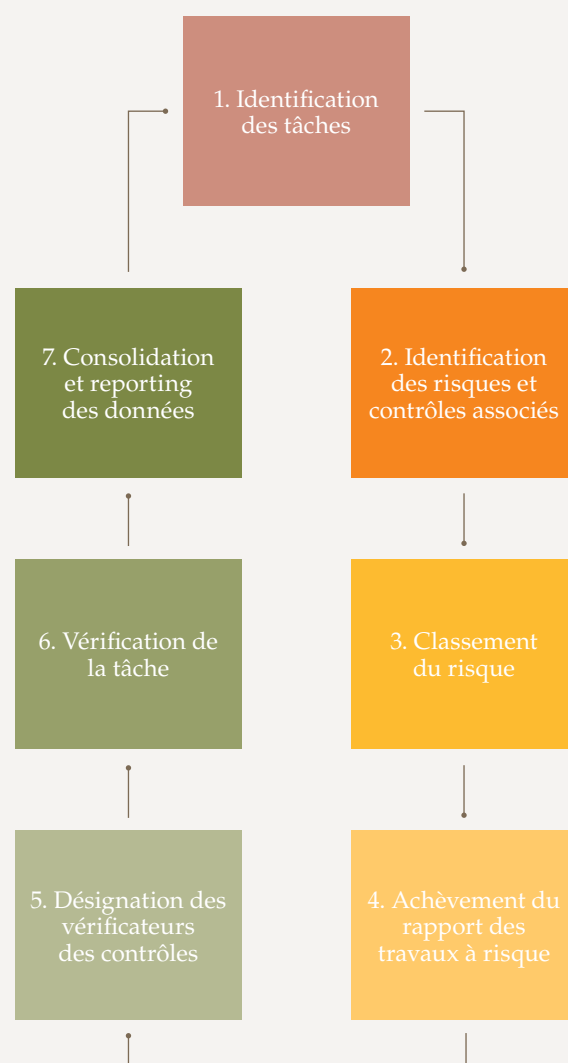 1. Identification
des tâches
2. Identification
des risques et
contrôles associés
3. Classement
du risque
4. Achèvement du
rapport des
travaux à risque
5. Désignation des
vérificateurs
des contrôles
6. Vérification de
la tâche
7. Consolidation
et reporting
des données